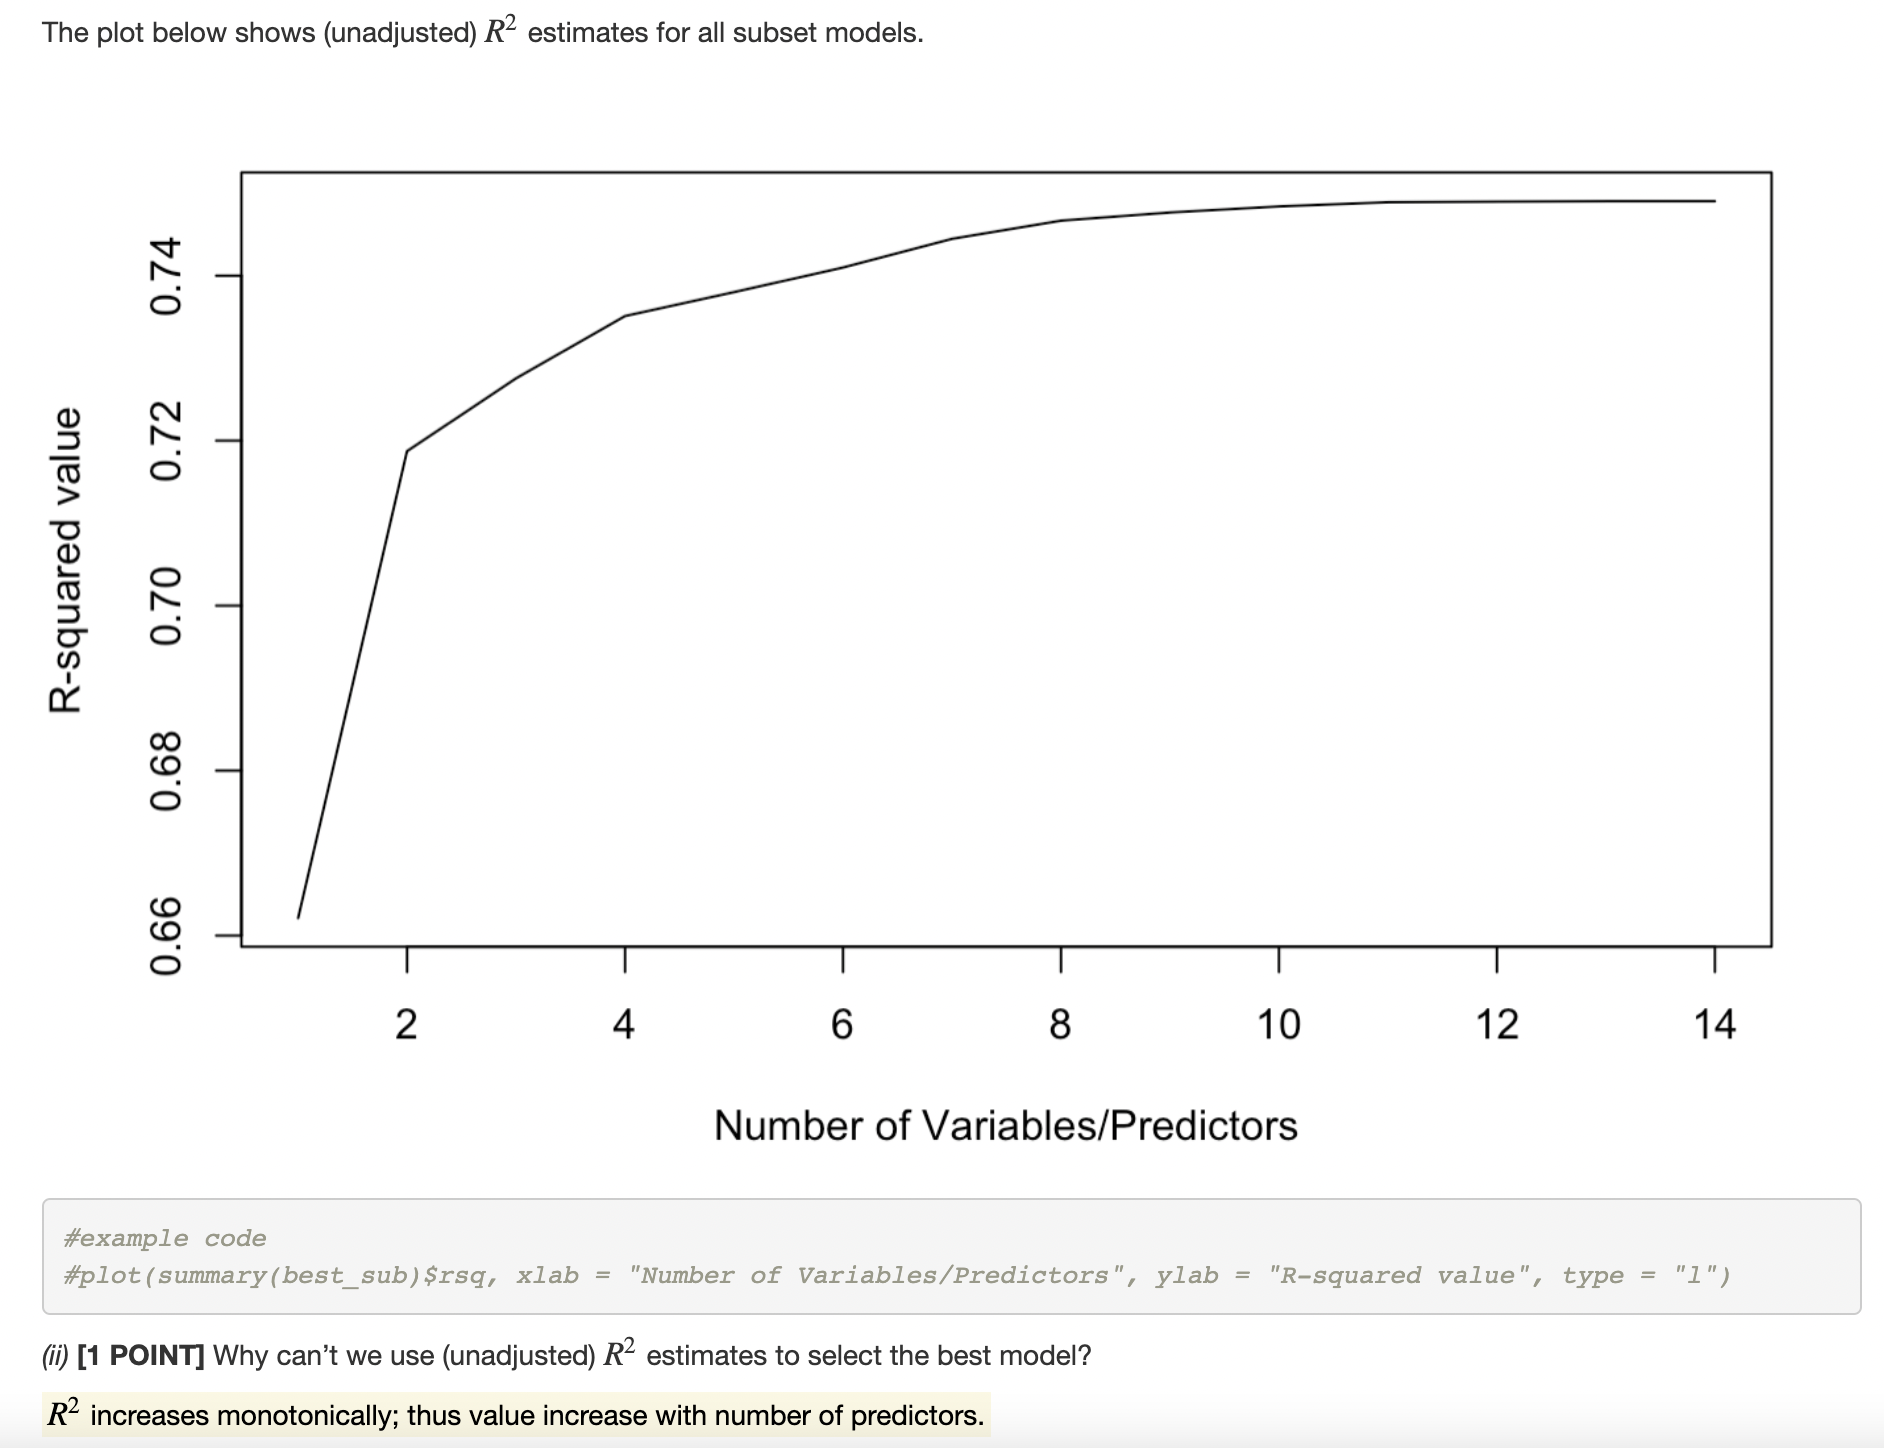 The plot below shows (unadjusted) R² estimates for all subset models.
R-squared value
0.74
0.72
0.70
0.68
0.66
2 4 6 8 10 12 14
Number of Variables/Predictors
#example code
#plot(summary(best_sub)$rsq, xlab = "Number of Variables/Predictors", ylab = "R-squared value", type = "l")
(ii) [1 POINT] Why can’t we use (unadjusted) R² estimates to select the best model?
R² increases monotonically; thus value increase with number of predictors.